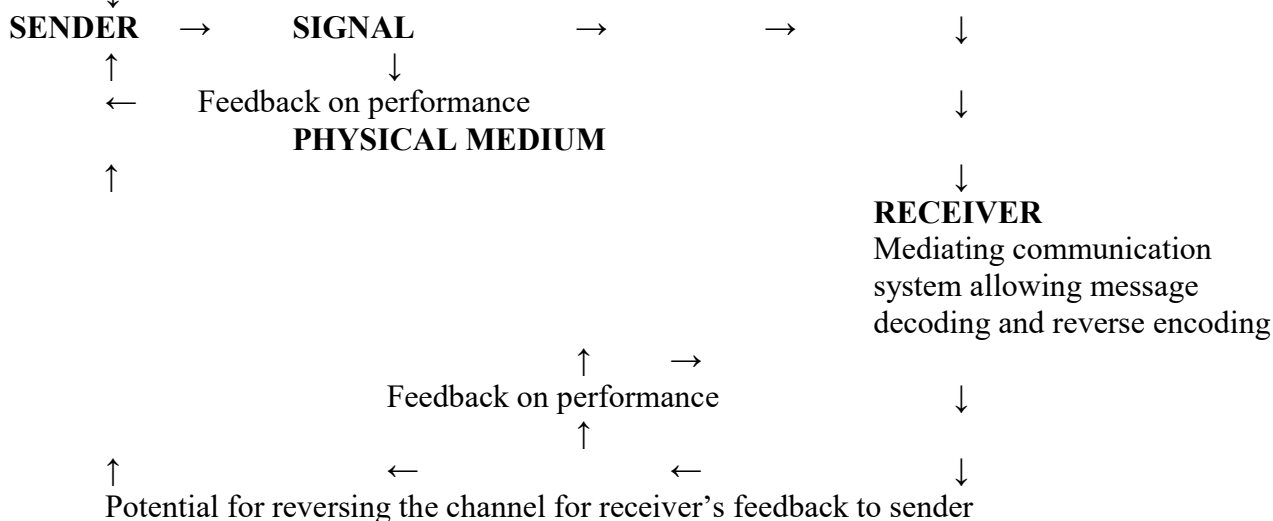 ↓
SENDER → SIGNAL → → ↓
↑ ↓
← Feedback on performance ↓
PHYSICAL MEDIUM
↑ ↓
RECEIVER
Mediating communication
system allowing message
decoding and reverse encoding
↑ →
Feedback on performance ↓
↑
↑ ← ← ↓
Potential for reversing the channel for receiver’s feedback to sender